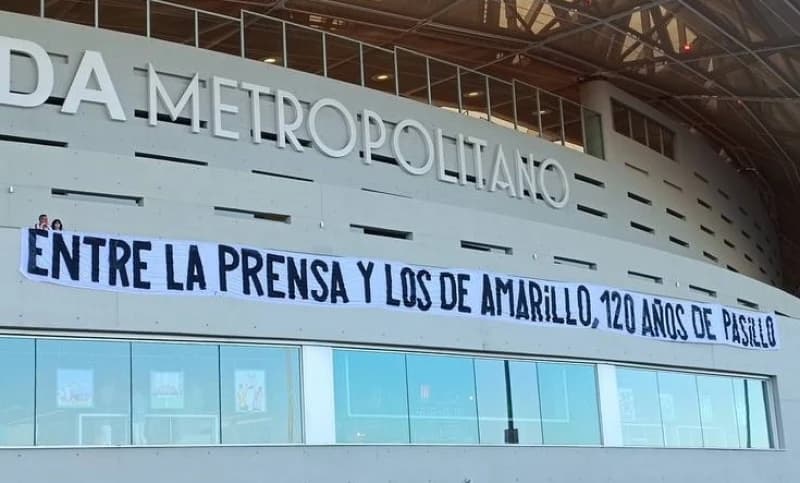 DA METROPOLITANO
ENTRE LA PRENSA Y LOS DE AMARiLLO, 120 AÑOS DE PASiLLO